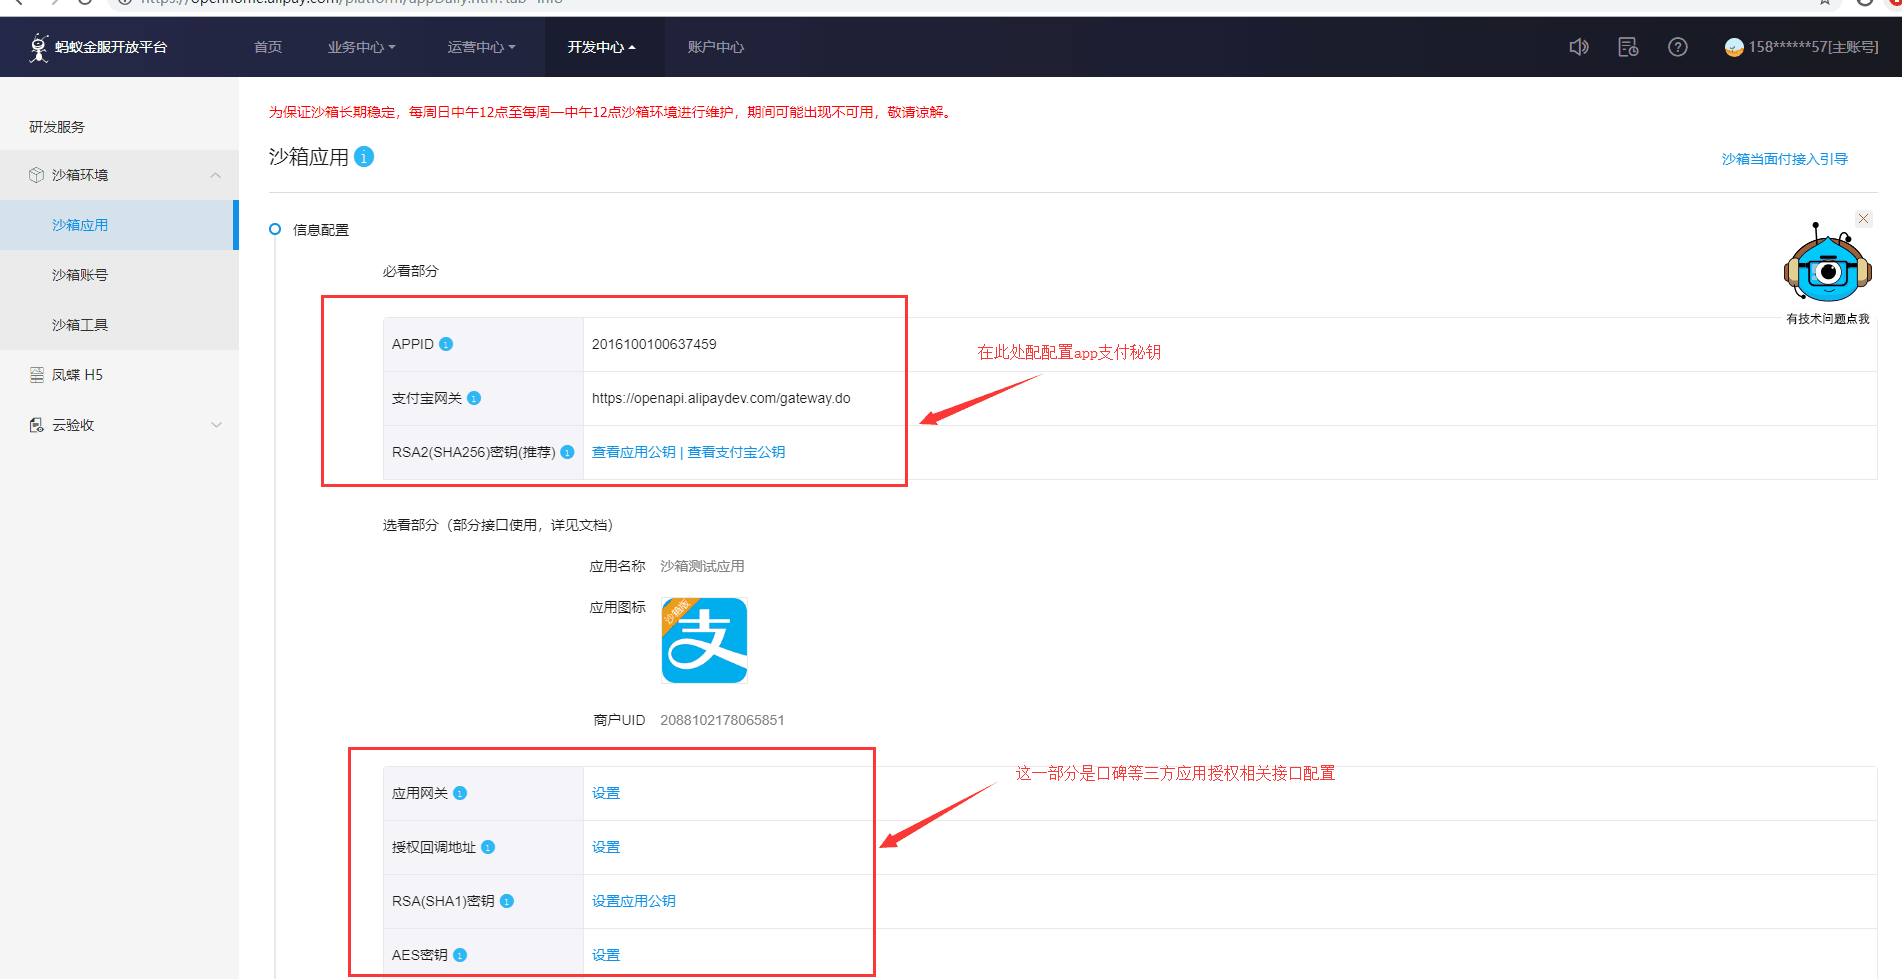 https://openhome.alipay.com/platform/appDaily.htm?tab=info
蚂蚁金服开放平台 首页 业务中心 运营中心 开发中心 账户中心 158******57[主账号]
为保证沙箱长期稳定，每周日中午12点至每周一中午12点沙箱环境进行维护，期间可能出现不可用，敬请谅解。
研发服务
沙箱环境
沙箱应用
沙箱账号
沙箱工具
凤蝶 H5
云验收
沙箱应用
沙箱当面付接入引导
信息配置
必看部分
有技术问题点我
APPID 2016100100637459
在此处配配置app支付秘钥
支付宝网关 https://openapi.alipaydev.com/gateway.do
RSA2(SHA256)密钥(推荐) 查看应用公钥 | 查看支付宝公钥
选看部分（部分接口使用，详见文档）
应用名称 沙箱测试应用
应用图标
沙箱版
支
商户UID 2088102178065851
这一部分是口碑等三方应用授权相关接口配置
应用网关 设置
授权回调地址 设置
RSA(SHA1)密钥 设置应用公钥
AES密钥 设置